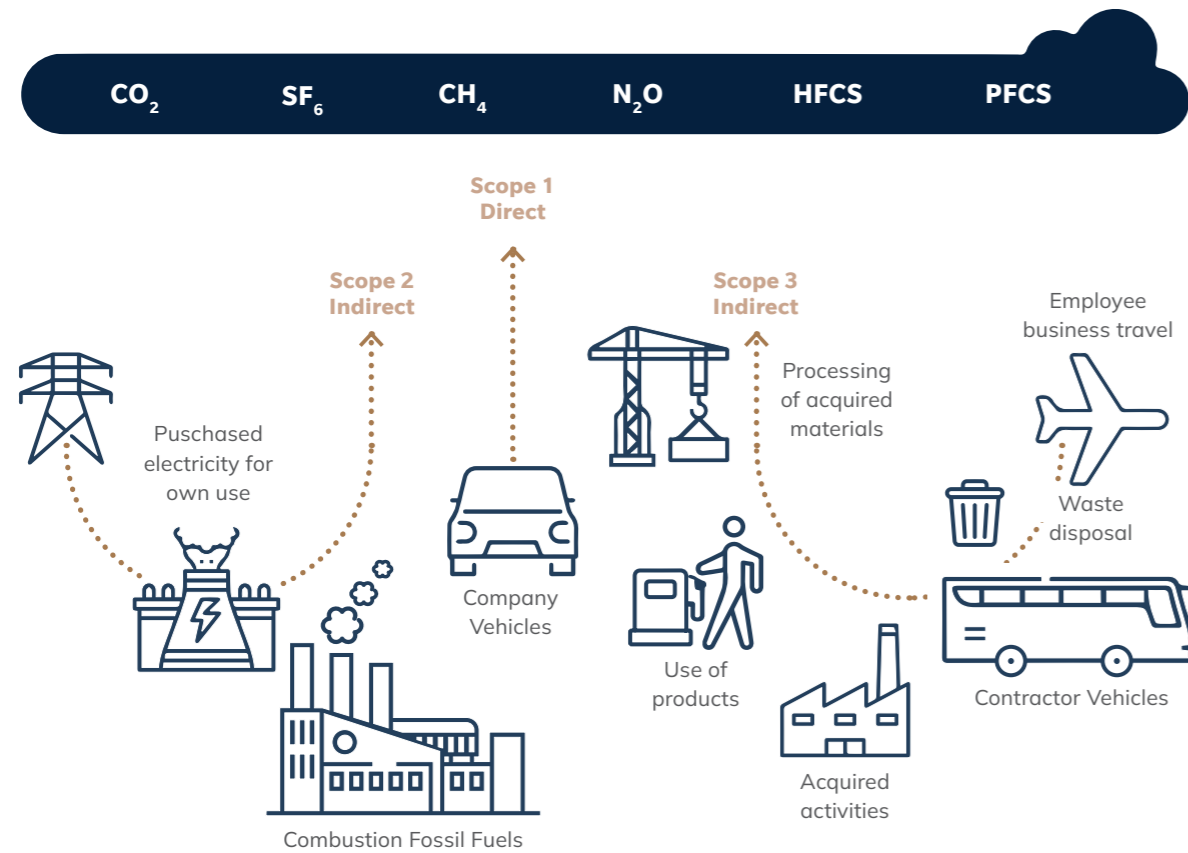 CO₂ SF₆ CH₄ N₂O HFCS PFCS
Scope 1
Direct
Scope 2
Indirect
Scope 3
Indirect
Employee
business travel
Processing
of acquired
materials
Puschased
electricity for
own use
Waste
disposal
Company
Vehicles
Use of
products
Contractor Vehicles
Acquired
activities
Combustion Fossil Fuels